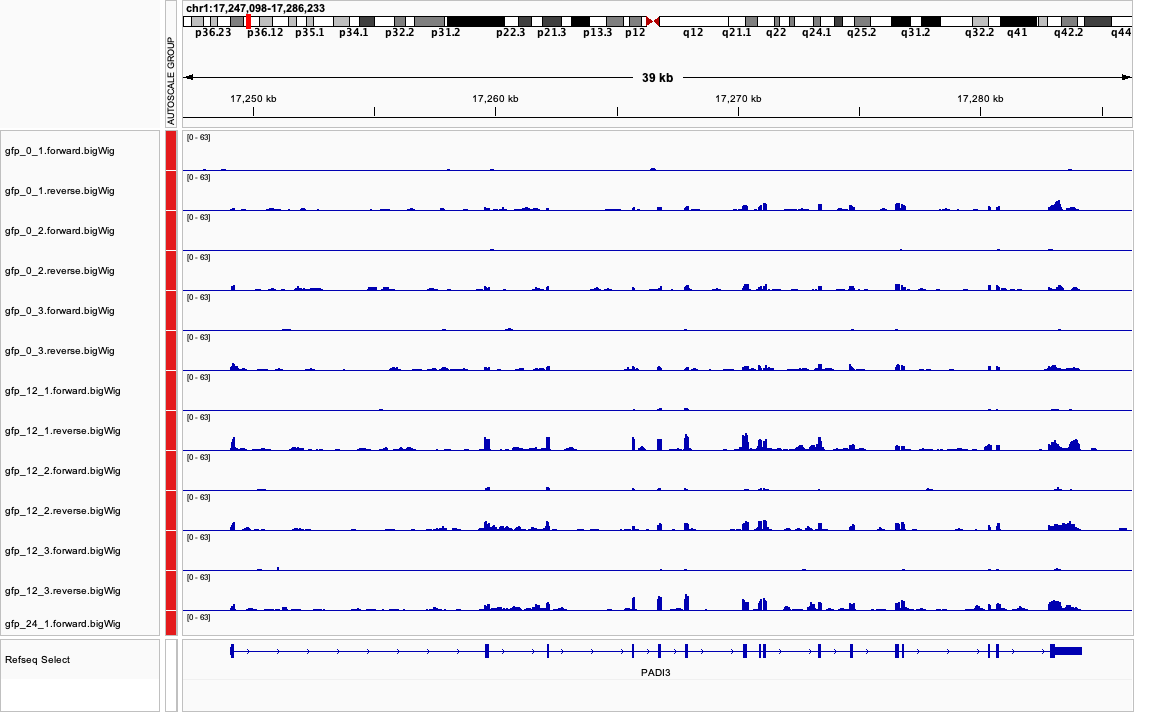 chr1:17,247,098-17,286,233
p36.23 p36.12 p35.1 p34.1 p32.2 p31.2 p22.3 p21.3 p13.3 p12 q12 q21.1 q22 q24.1 q25.2 q31.2 q32.2 q41 q42.2 q44
AUTOSCALE GROUP
39 kb
17,250 kb 17,260 kb 17,270 kb 17,280 kb
[0 - 63]
gfp_0_1.forward.bigWig
[0 - 63]
gfp_0_1.reverse.bigWig
[0 - 63]
gfp_0_2.forward.bigWig
[0 - 63]
gfp_0_2.reverse.bigWig
[0 - 63]
gfp_0_3.forward.bigWig
[0 - 63]
gfp_0_3.reverse.bigWig
[0 - 63]
gfp_12_1.forward.bigWig
[0 - 63]
gfp_12_1.reverse.bigWig
[0 - 63]
gfp_12_2.forward.bigWig
[0 - 63]
gfp_12_2.reverse.bigWig
[0 - 63]
gfp_12_3.forward.bigWig
[0 - 63]
gfp_12_3.reverse.bigWig
[0 - 63]
gfp_24_1.forward.bigWig
Refseq Select
PADI3